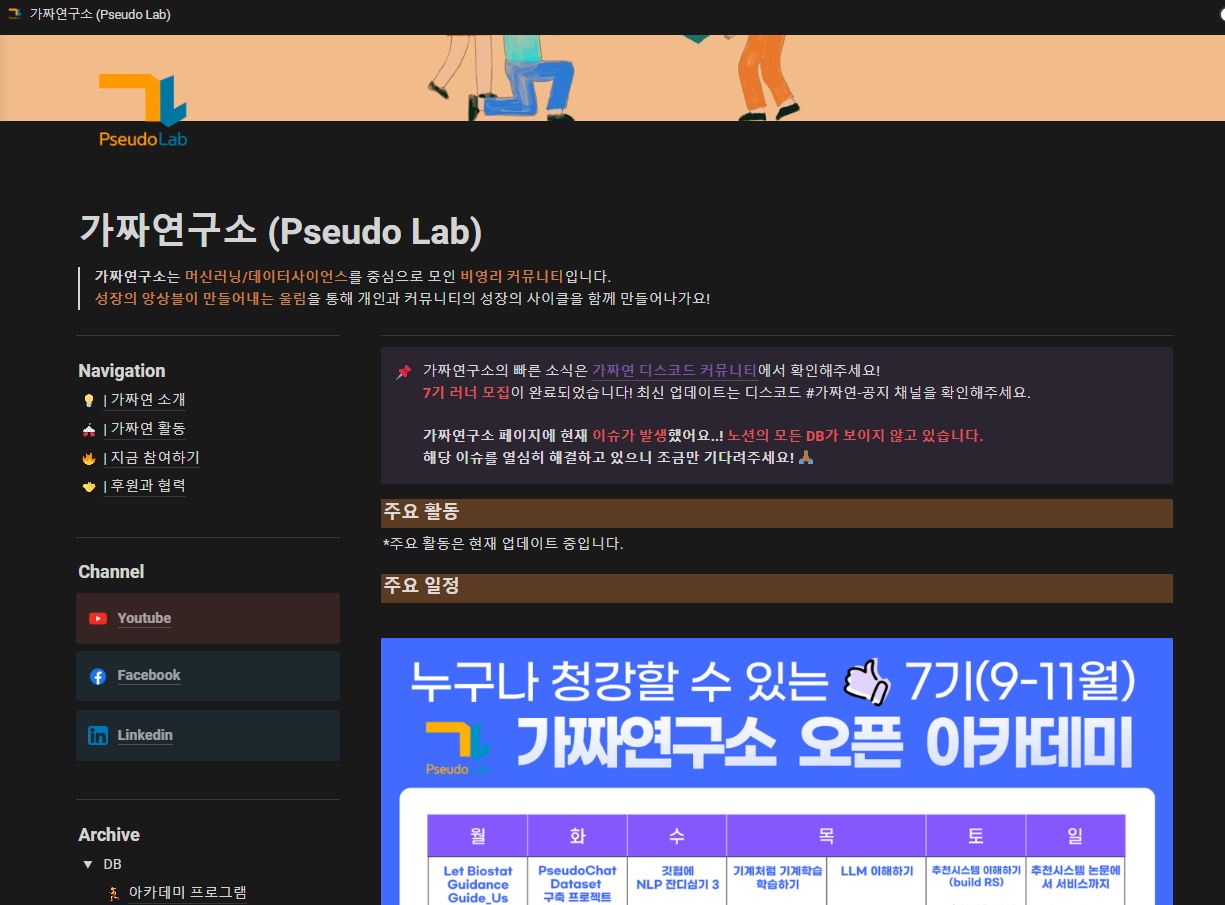 가짜연구소 (Pseudo Lab)
PseudoLab
가짜연구소 (Pseudo Lab)
가짜연구소는 머신러닝/데이터사이언스를 중심으로 모인 비영리 커뮤니티입니다.
성장의 앙상블이 만들어내는 울림을 통해 개인과 커뮤니티의 성장의 사이클을 함께 만들어나가요!
Navigation
| 가짜연 소개
| 가짜연 활동
| 지금 참여하기
| 후원과 협력
Channel
Youtube
Facebook
Linkedin
Archive
▼ DB
아카데미 프로그램
📌 가짜연구소의 빠른 소식은 가짜연 디스코드 커뮤니티에서 확인해주세요!
7기 러너 모집이 완료되었습니다! 최신 업데이트는 디스코드 #가짜연-공지 채널을 확인해주세요.
가짜연구소 페이지에 현재 이슈가 발생했어요..! 노션의 모든 DB가 보이지 않고 있습니다.
해당 이슈를 열심히 해결하고 있으니 조금만 기다려주세요! 🙏🏾
주요 활동
*주요 활동은 현재 업데이트 중입니다.
주요 일정
누구나 청강할 수 있는 7기(9-11월)
Pseudo Lab
가짜연구소 오픈 아카데미
월 화 수 목 토 일
Let Biostat Guidance Guide_Us
PseudoChat Dataset 구축 프로젝트
깃헙에 NLP 잔디심기 3
기계처럼 기계학습 학습하기
LLM 이해하기
추천시스템 이해하기 (build RS)
추천시스템 논문에서 서비스까지